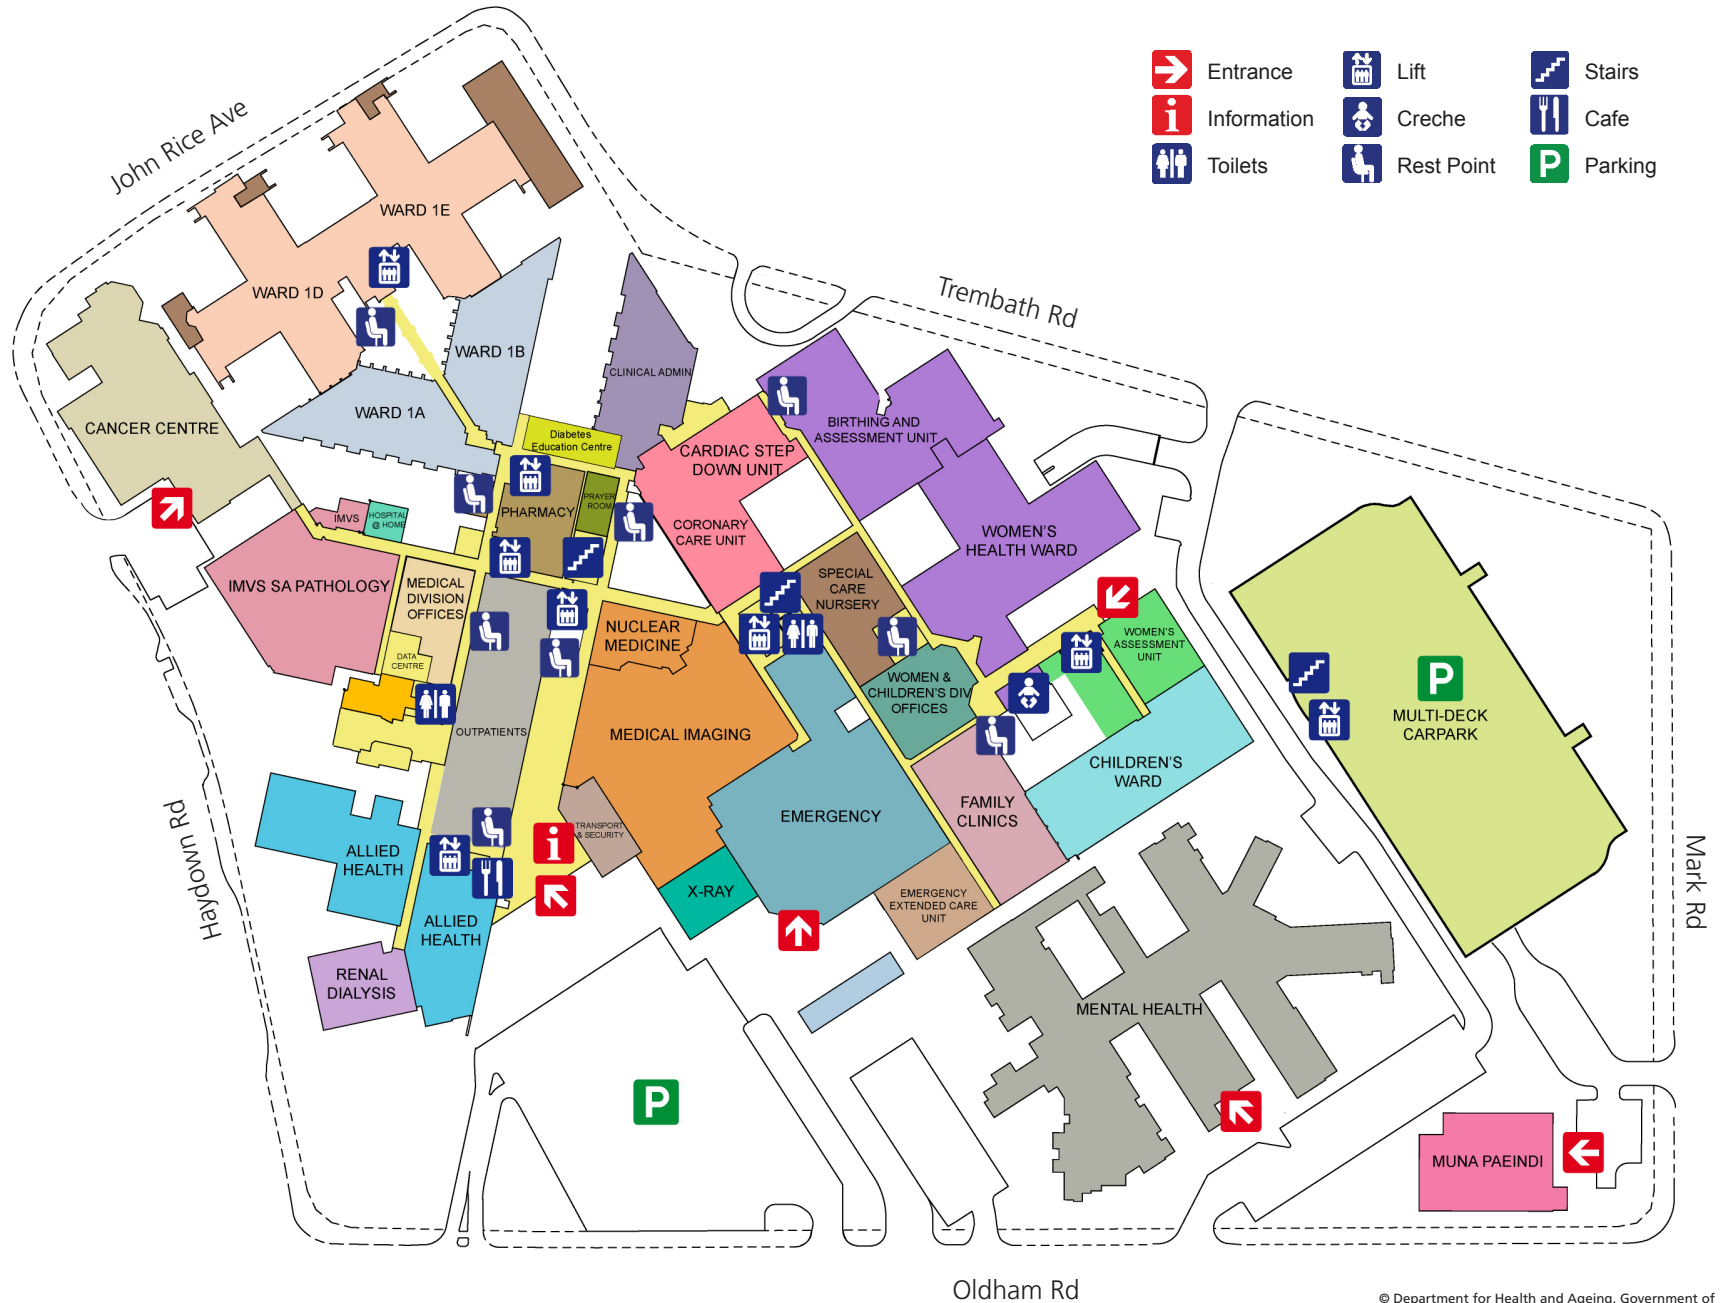 Entrance
Lift
Stairs
Information
Creche
Cafe
Toilets
Rest Point
P
Parking
John Rice Ave
WARD 1E
WARD 1D
WARD 1B
WARD 1A
CANCER CENTRE
Trembath Rd
CLINICAL ADMIN
Diabetes
Education Centre
CARDIAC STEP
DOWN UNIT
BIRTHING AND
ASSESSMENT UNIT
PHARMACY
PRAYER
ROOM
IMVS
HOSPITAL
@ HOME
CORONARY
CARE UNIT
WOMEN'S
HEALTH WARD
IMVS SA PATHOLOGY
MEDICAL
DIVISION
OFFICES
SPECIAL
CARE
NURSERY
NUCLEAR
MEDICINE
WOMEN'S
ASSESSMENT
UNIT
DATA
CENTRE
WOMEN &
CHILDREN'S DIV
OFFICES
P
MULTI-DECK
CARPARK
OUTPATIENTS
MEDICAL IMAGING
CHILDREN'S
WARD
FAMILY
CLINICS
EMERGENCY
TRANSPORT
& SECURITY
i
Haydown Rd
ALLIED
HEALTH
X-RAY
EMERGENCY
EXTENDED CARE
UNIT
Mark Rd
ALLIED
HEALTH
RENAL
DIALYSIS
MENTAL HEALTH
P
MUNA PAEINDI
Oldham Rd
© Department for Health and Ageing, Government of